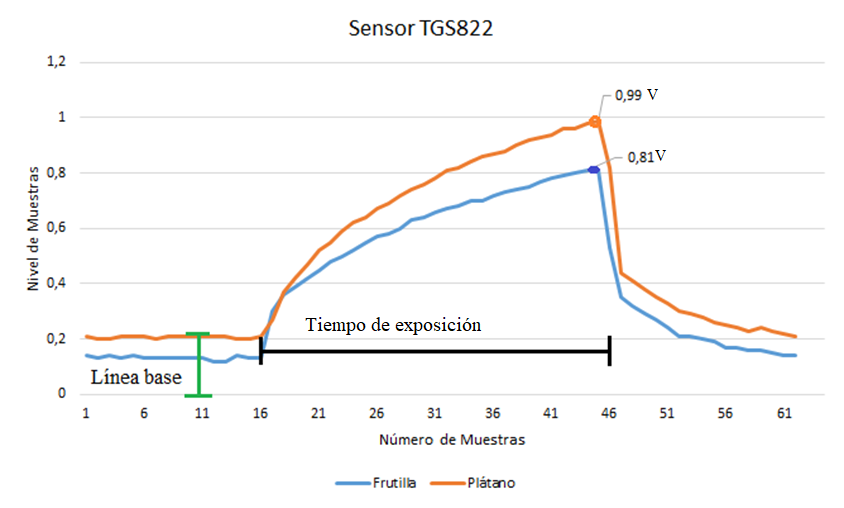 Sensor TGS822
1,2
1
0,8
0,6
0,4
0,2
0
Nivel de Muestras
0,99 V
0,81V
Tiempo de exposición
Línea base
1 6 11 16 21 26 31 36 41 46 51 56 61
Número de Muestras
Frutilla Plátano